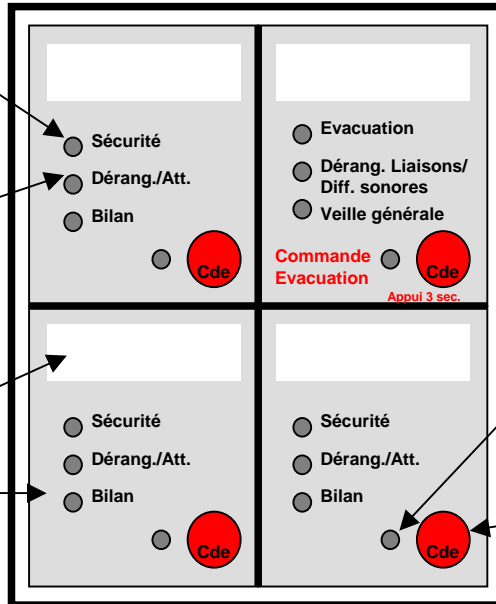 Sécurité
Dérang./Att.
Bilan
Cde
Evacuation
Dérang. Liaisons/
Diff. sonores
Veille générale
Commande
Evacuation
Cde
Appui 3 sec.
Sécurité
Dérang./Att.
Bilan
Cde
Sécurité
Dérang./Att.
Bilan
Cde